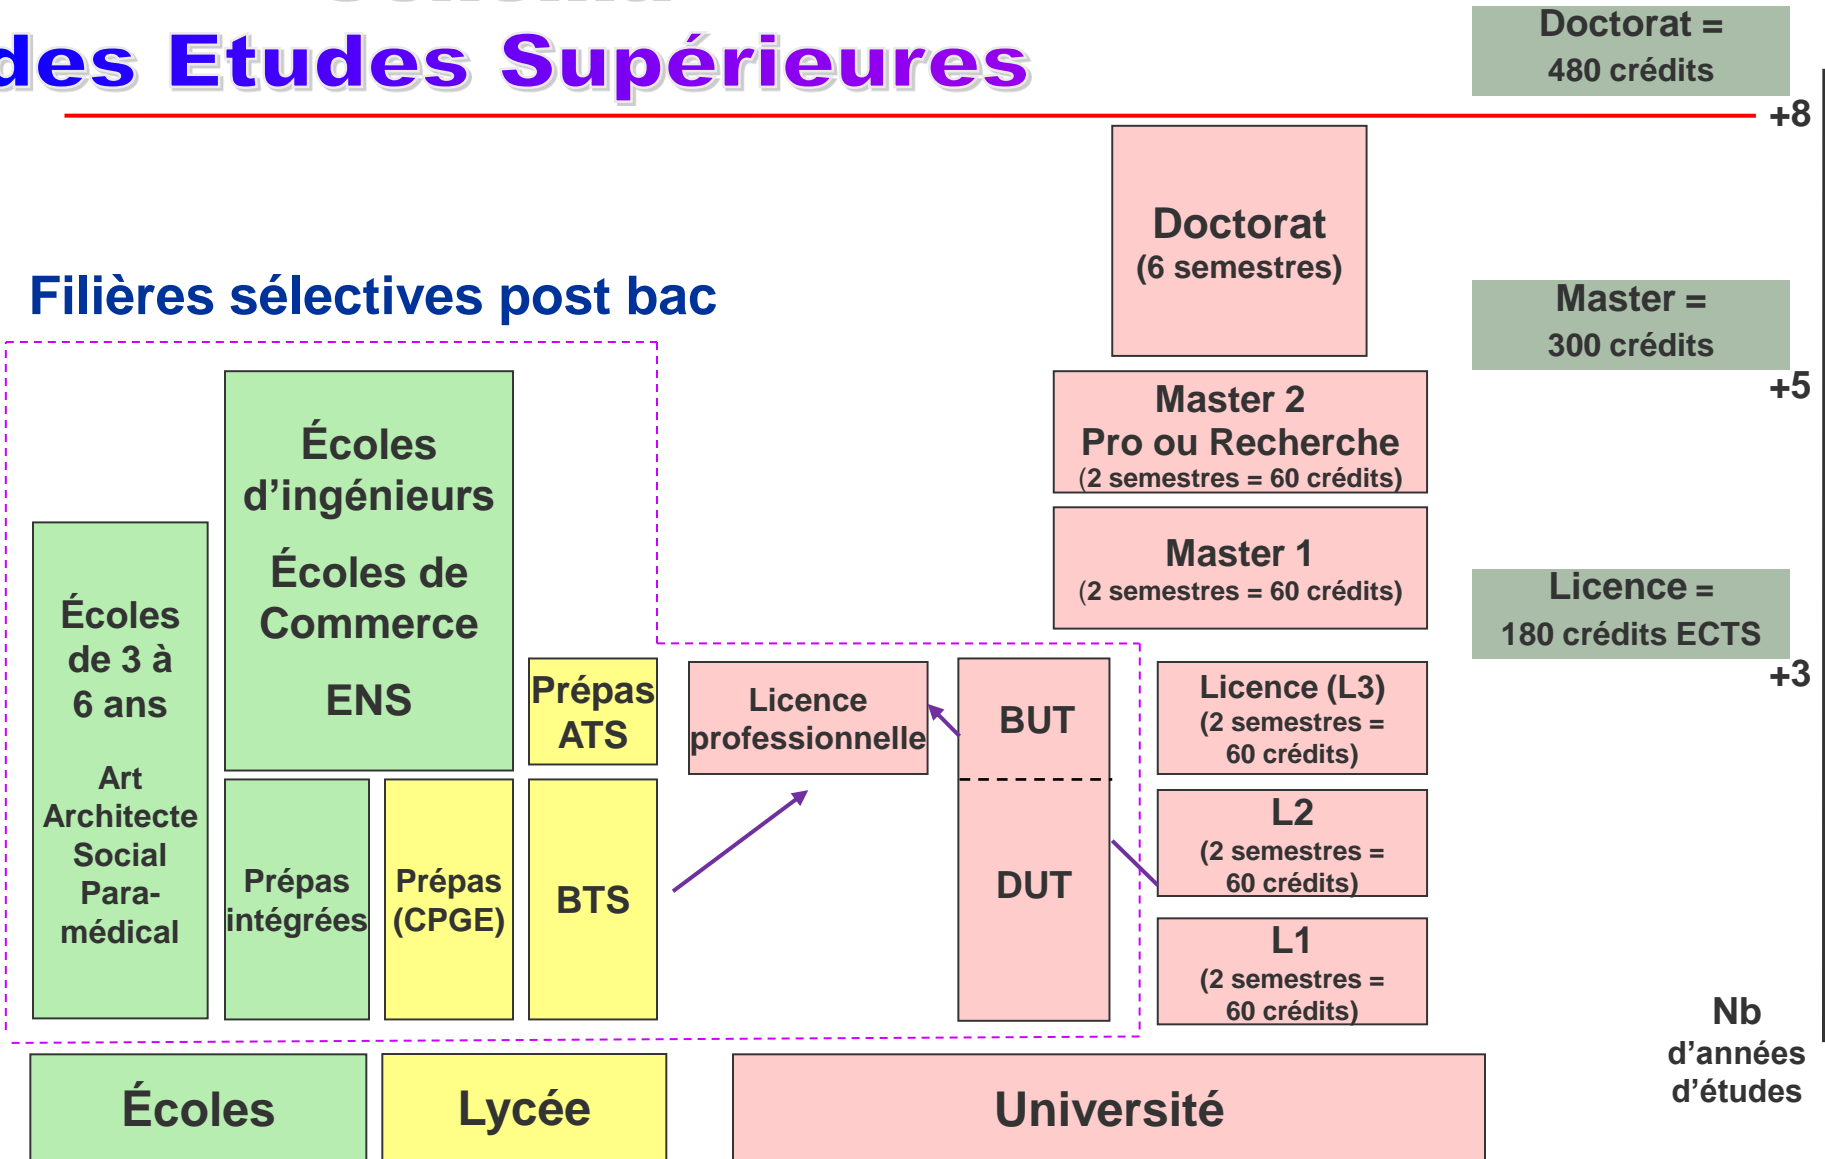 des Etudes Supérieures
Doctorat =
480 crédits
+8
Doctorat
(6 semestres)
Filières sélectives post bac
Master =
300 crédits
+5
Master 2
Pro ou Recherche
(2 semestres = 60 crédits)
Master 1
(2 semestres = 60 crédits)
Licence =
180 crédits ECTS
+3
Écoles
d’ingénieurs
Écoles de
Commerce
ENS
Écoles
de 3 à
6 ans
Art
Architecte
Social
Para-
médical
Prépas
intégrées
Prépas
(CPGE)
Prépas
ATS
BTS
Licence
professionnelle
BUT
DUT
Licence (L3)
(2 semestres =
60 crédits)
L2
(2 semestres =
60 crédits)
L1
(2 semestres =
60 crédits)
Nb
d’années
d’études
Écoles
Lycée
Université